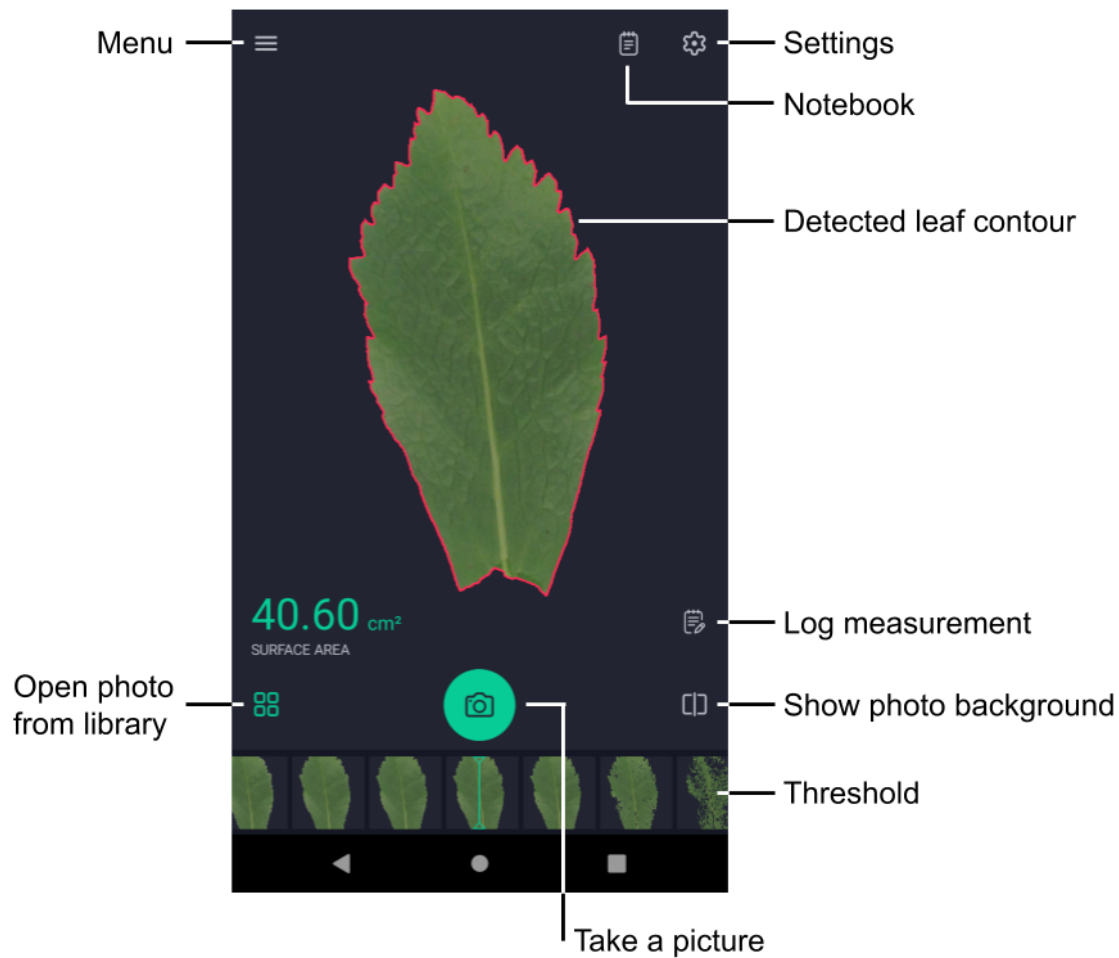 Menu
Settings
Notebook
Detected leaf contour
40.60 cm²
SURFACE AREA
Log measurement
Open photo
from library
Show photo background
Threshold
Take a picture